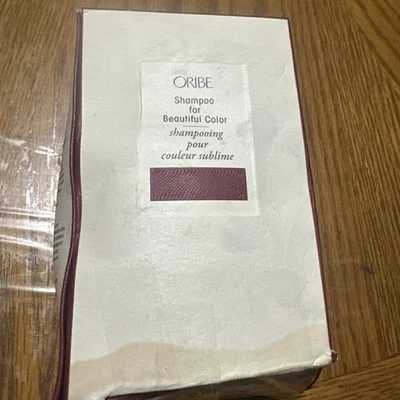 ORIBE
Shampoo
for
Beautiful Color
shampooing
pour
couleur sublime